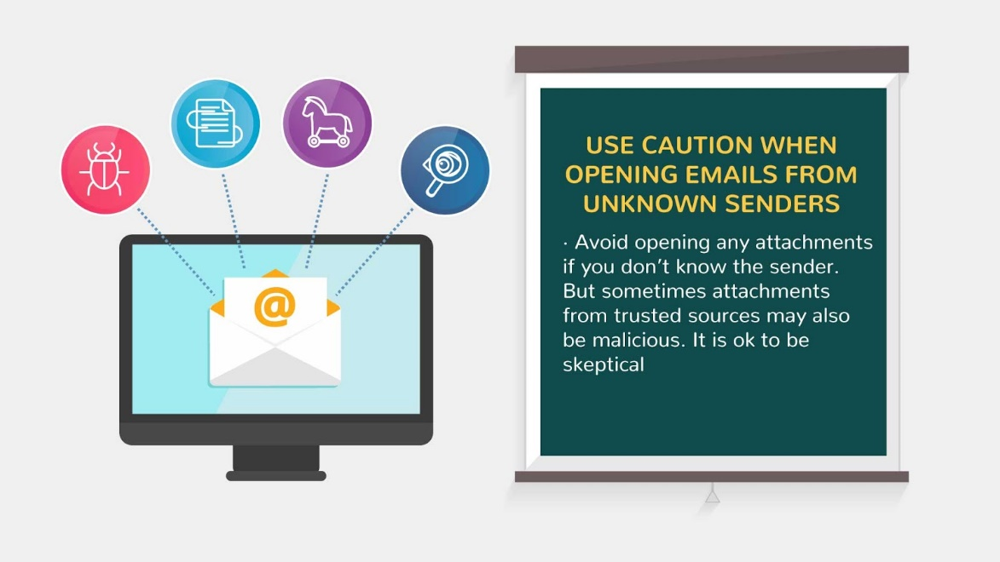 @
USE CAUTION WHEN
OPENING EMAILS FROM
UNKNOWN SENDERS
· Avoid opening any attachments
if you don’t know the sender.
But sometimes attachments
from trusted sources may also
be malicious. It is ok to be
skeptical